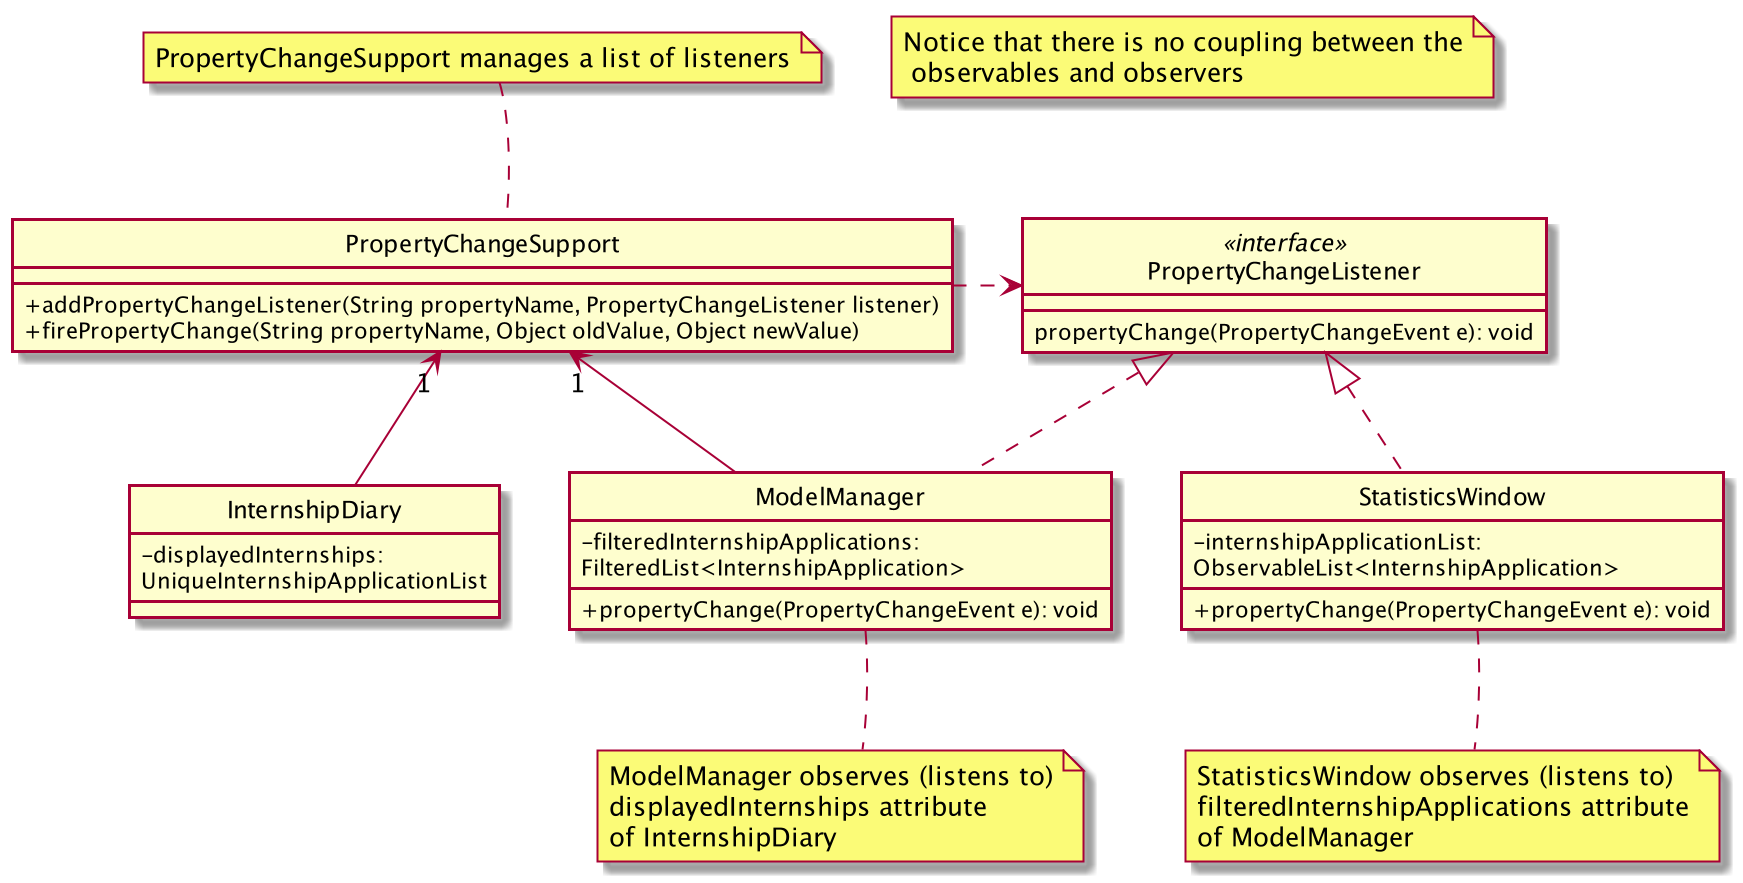 PropertyChangeSupport manages a list of listeners
Notice that there is no coupling between the
observables and observers
PropertyChangeSupport
+addPropertyChangeListener(String propertyName, PropertyChangeListener listener)
+firePropertyChange(String propertyName, Object oldValue, Object newValue)
«interface»
PropertyChangeListener
propertyChange(PropertyChangeEvent e): void
1
1
InternshipDiary
-displayedInternships:
UniqueInternshipApplicationList
ModelManager
-filteredInternshipApplications:
FilteredList<InternshipApplication>
+propertyChange(PropertyChangeEvent e): void
StatisticsWindow
-internshipApplicationList:
ObservableList<InternshipApplication>
+propertyChange(PropertyChangeEvent e): void
ModelManager observes (listens to)
displayedInternships attribute
of InternshipDiary
StatisticsWindow observes (listens to)
filteredInternshipApplications attribute
of ModelManager